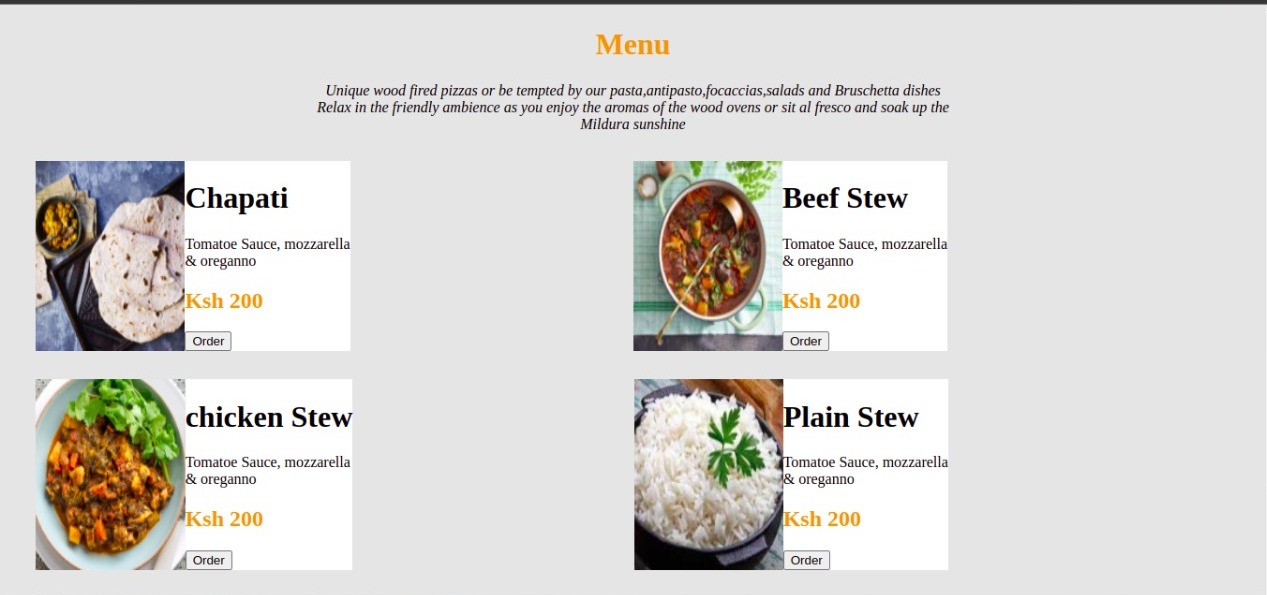 Menu
Unique wood fired pizzas or be tempted by our pasta,antipasto,focaccias,salads and Bruschetta dishes
Relax in the friendly ambience as you enjoy the aromas of the wood ovens or sit al fresco and soak up the
Mildura sunshine
Chapati
Tomatoe Sauce, mozzarella
& oreganno
Ksh 200
Order
Beef Stew
Tomatoe Sauce, mozzarella
& oreganno
Ksh 200
Order
chicken Stew
Tomatoe Sauce, mozzarella
& oreganno
Ksh 200
Order
Plain Stew
Tomatoe Sauce, mozzarella
& oreganno
Ksh 200
Order